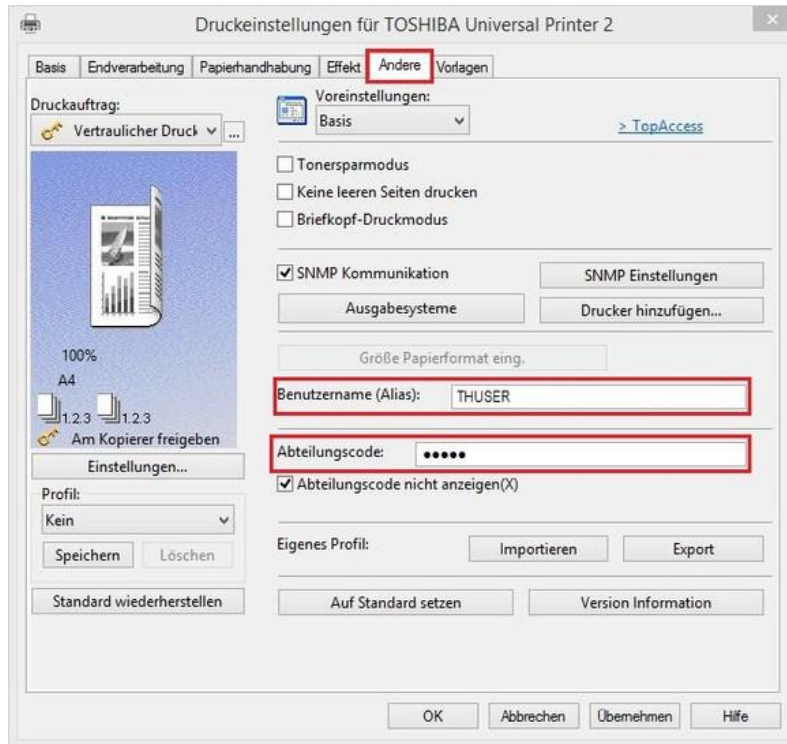 Druckeinstellungen für TOSHIBA Universal Printer 2
Basis Endverarbeitung Papierhandhabung Effekt Andere Vorlagen
Druckauftrag:
Vertraulicher Druck ...
100%
A4
1.2.3 1.2.3
Am Kopierer freigeben
Einstellungen...
Profil:
Kein
Speichern Löschen
Standard wiederherstellen
Voreinstellungen:
Basis
> TopAccess
Tonersparmodus
Keine leeren Seiten drucken
Briefkopf-Druckmodus
SNMP Kommunikation SNMP Einstellungen
Ausgabesysteme Drucker hinzufügen...
Größe Papierformat eing.
Benutzername (Alias): THUSER
Abteilungscode: •••••
Abteilungscode nicht anzeigen(X)
Eigenes Profil: Importieren Export
Auf Standard setzen Version Information
OK Abbrechen Übernehmen Hilfe